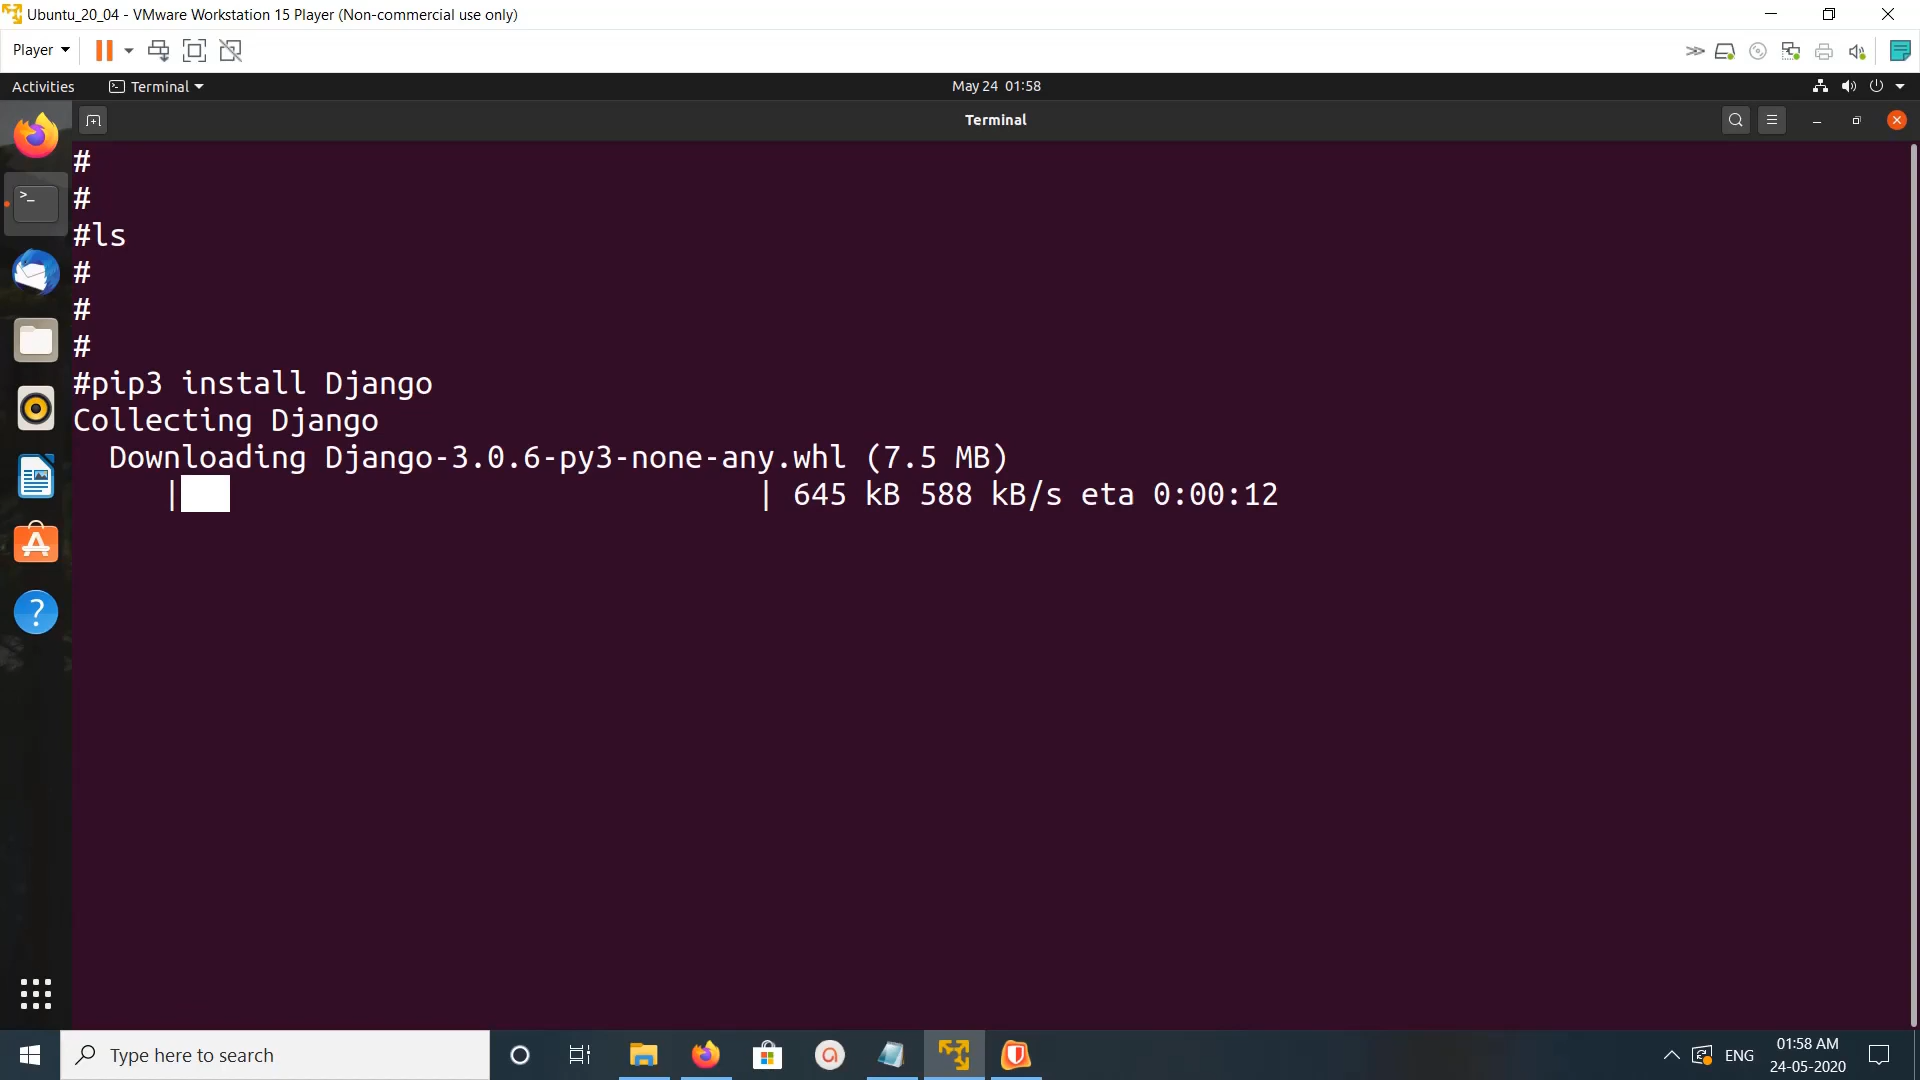 Ubuntu_20_04 - VMware Workstation 15 Player (Non-commercial use only)
Player
Activities
Terminal
May 24 01:58
Terminal
#
#
#ls
#
#
#
#pip3 install Django
Collecting Django
Downloading Django-3.0.6-py3-none-any.whl (7.5 MB)
| | 645 kB 588 kB/s eta 0:00:12
Type here to search
ENG
01:58 AM
24-05-2020